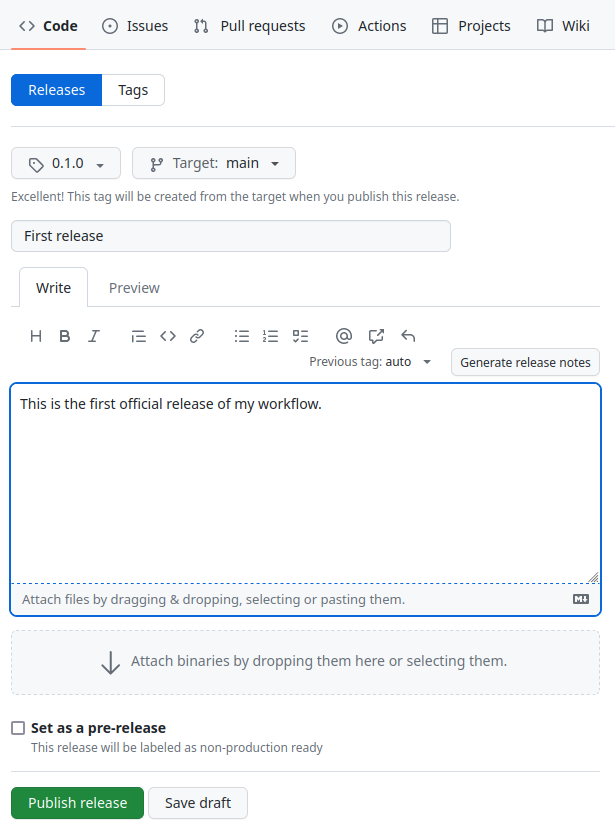 Code Issues Pull requests Actions Projects Wiki
Releases Tags
0.1.0 Target: main
Excellent! This tag will be created from the target when you publish this release.
First release
Write Preview
H B I
Previous tag: auto Generate release notes
This is the first official release of my workflow.
Attach files by dragging & dropping, selecting or pasting them.
Attach binaries by dropping them here or selecting them.
Set as a pre-release
This release will be labeled as non-production ready
Publish release Save draft